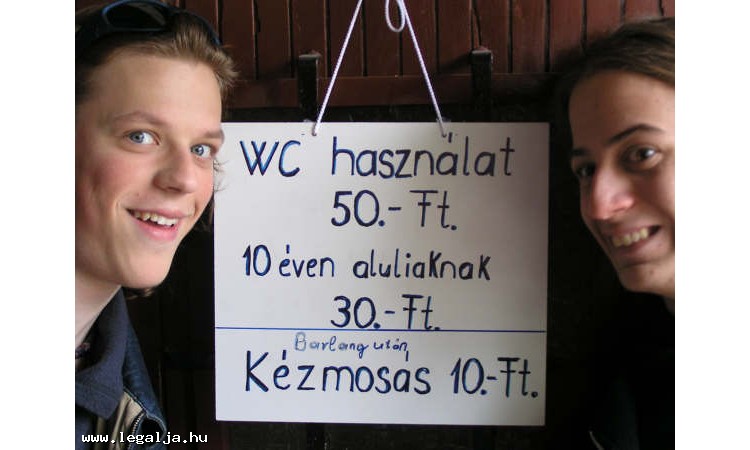 WC használat
50.- Ft.
10 éven aluliaknak
30.- Ft.
Barlang után
Kézmosás 10.-Ft.
www.legalja.hu